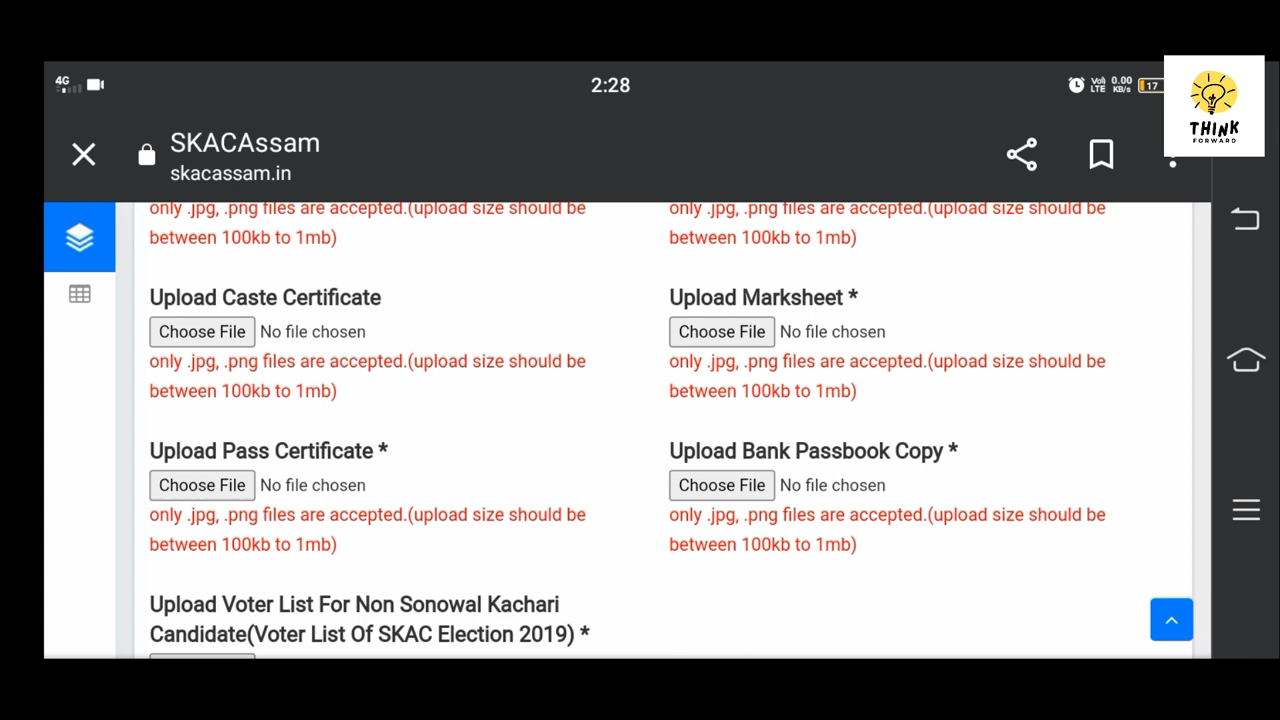 4G
2:28
Vol) LTE 0.00 KB/s 17
THINK
FORWARD
SKACAssam
skacassam.in
only .jpg, .png files are accepted.(upload size should be
between 100kb to 1mb)
only .jpg, .png files are accepted.(upload size should be
between 100kb to 1mb)
Upload Caste Certificate
Choose File No file chosen
only .jpg, .png files are accepted.(upload size should be
between 100kb to 1mb)
Upload Marksheet *
Choose File No file chosen
only .jpg, .png files are accepted.(upload size should be
between 100kb to 1mb)
Upload Pass Certificate *
Choose File No file chosen
only .jpg, .png files are accepted.(upload size should be
between 100kb to 1mb)
Upload Bank Passbook Copy *
Choose File No file chosen
only .jpg, .png files are accepted.(upload size should be
between 100kb to 1mb)
Upload Voter List For Non Sonowal Kachari
Candidate(Voter List Of SKAC Election 2019) *